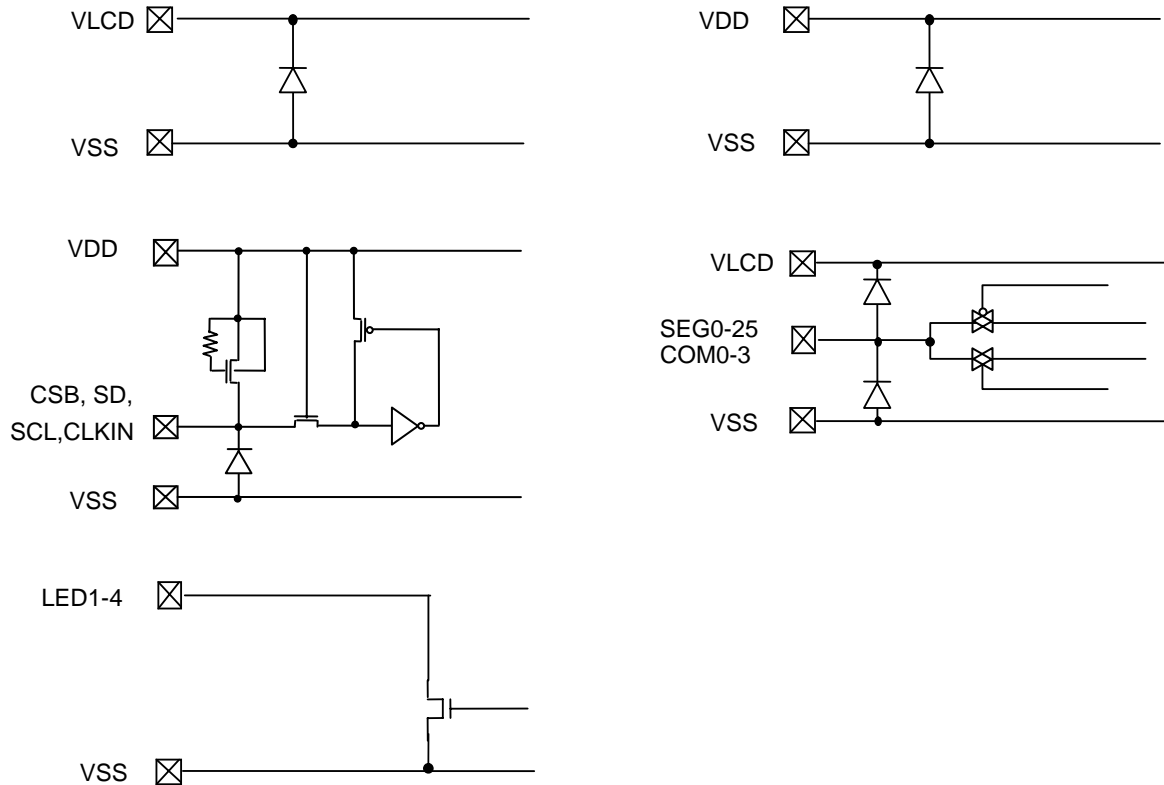 VLCD
VSS
VDD
VSS
VDD
CSB, SD,
SCL,CLKIN
VSS
VLCD
SEG0-25
COM0-3
VSS
LED1-4
VSS